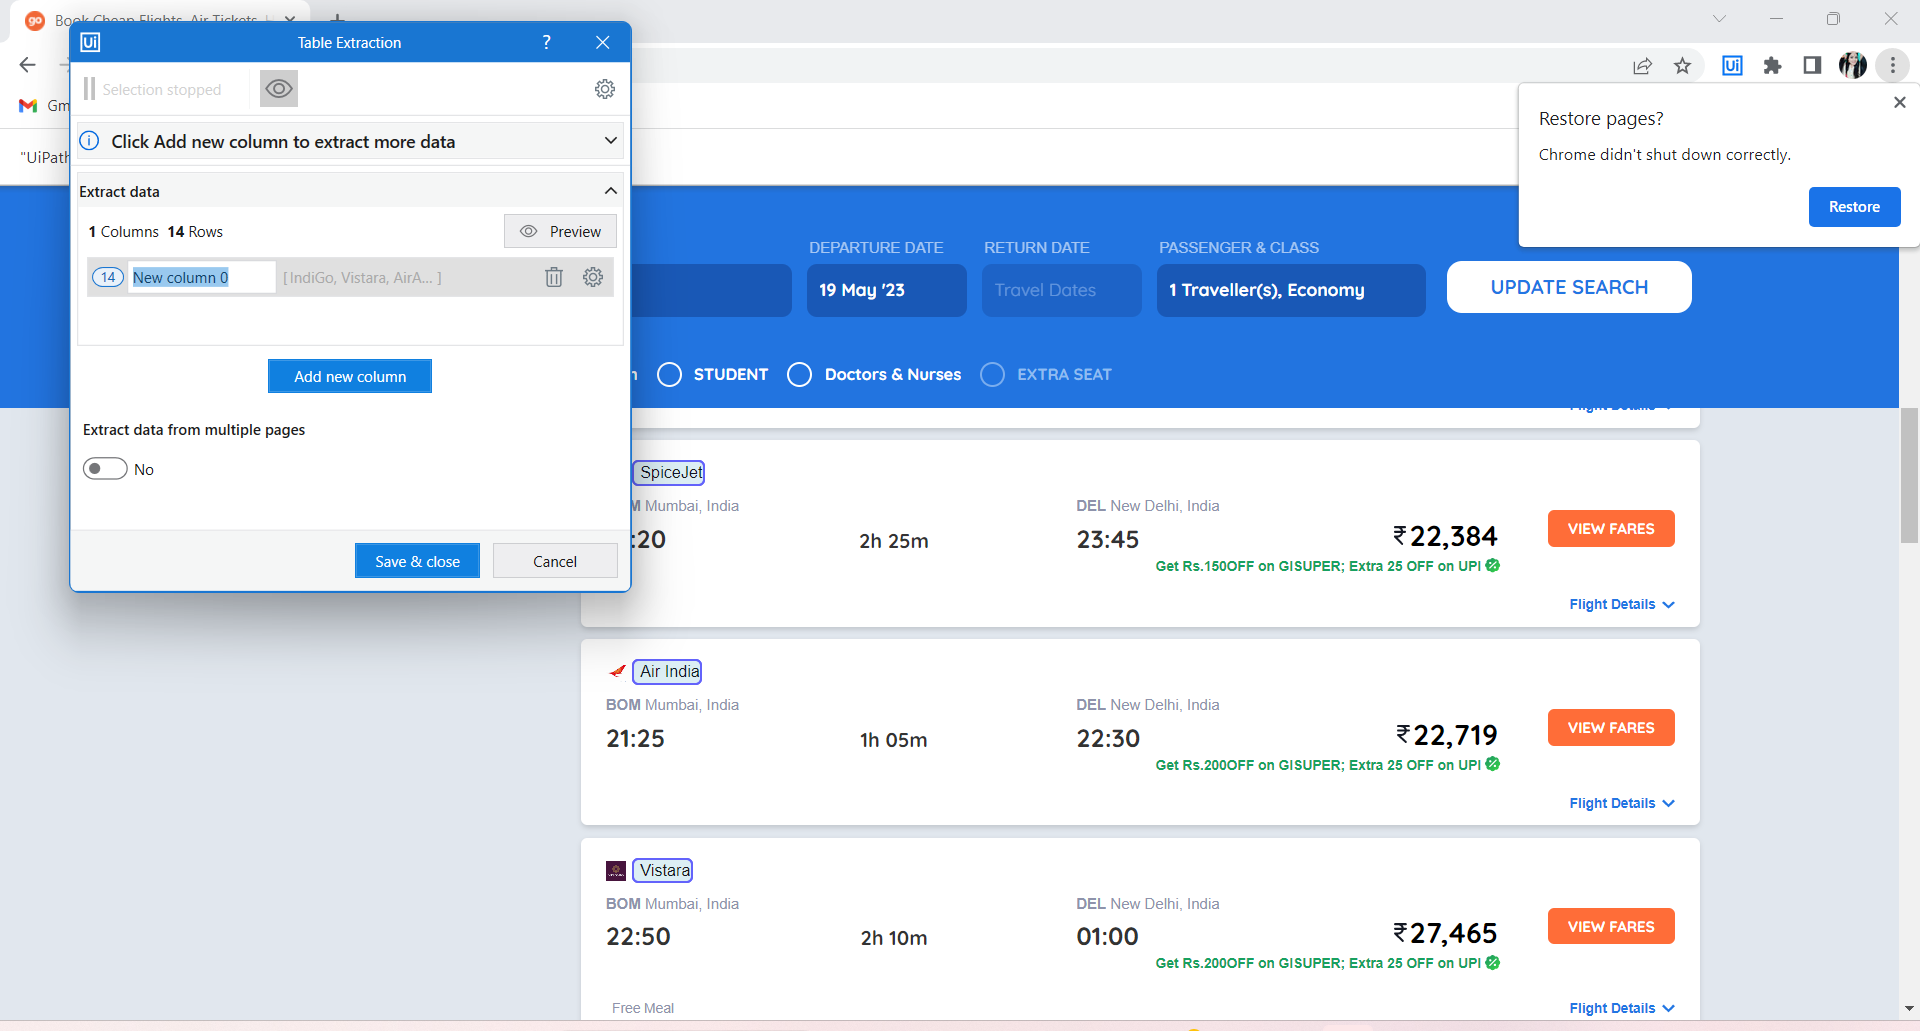 go Book Cheap Flights, Air Tickets
Ui Table Extraction ?
Selection stopped
Gm
Click Add new column to extract more data
"UiPath
Extract data
1 Columns 14 Rows
Preview
14 New column 0 [ IndiGo, Vistara, AirA... ]
Add new column
Extract data from multiple pages
No
Save & close
Cancel
Ui
Restore pages?
Chrome didn't shut down correctly.
Restore
DEPARTURE DATE RETURN DATE PASSENGER & CLASS
19 May '23 Travel Dates 1 Traveller(s), Economy UPDATE SEARCH
n STUDENT Doctors & Nurses EXTRA SEAT
Flight Details
SpiceJet
M Mumbai, India DEL New Delhi, India
:20 2h 25m 23:45 ₹22,384 VIEW FARES
Get Rs.150OFF on GISUPER; Extra 25 OFF on UPI
Flight Details
Air India
BOM Mumbai, India DEL New Delhi, India
21:25 1h 05m 22:30 ₹22,719 VIEW FARES
Get Rs.200OFF on GISUPER; Extra 25 OFF on UPI
Flight Details
Vistara
BOM Mumbai, India DEL New Delhi, India
22:50 2h 10m 01:00 ₹27,465 VIEW FARES
Get Rs.200OFF on GISUPER; Extra 25 OFF on UPI
Free Meal Flight Details